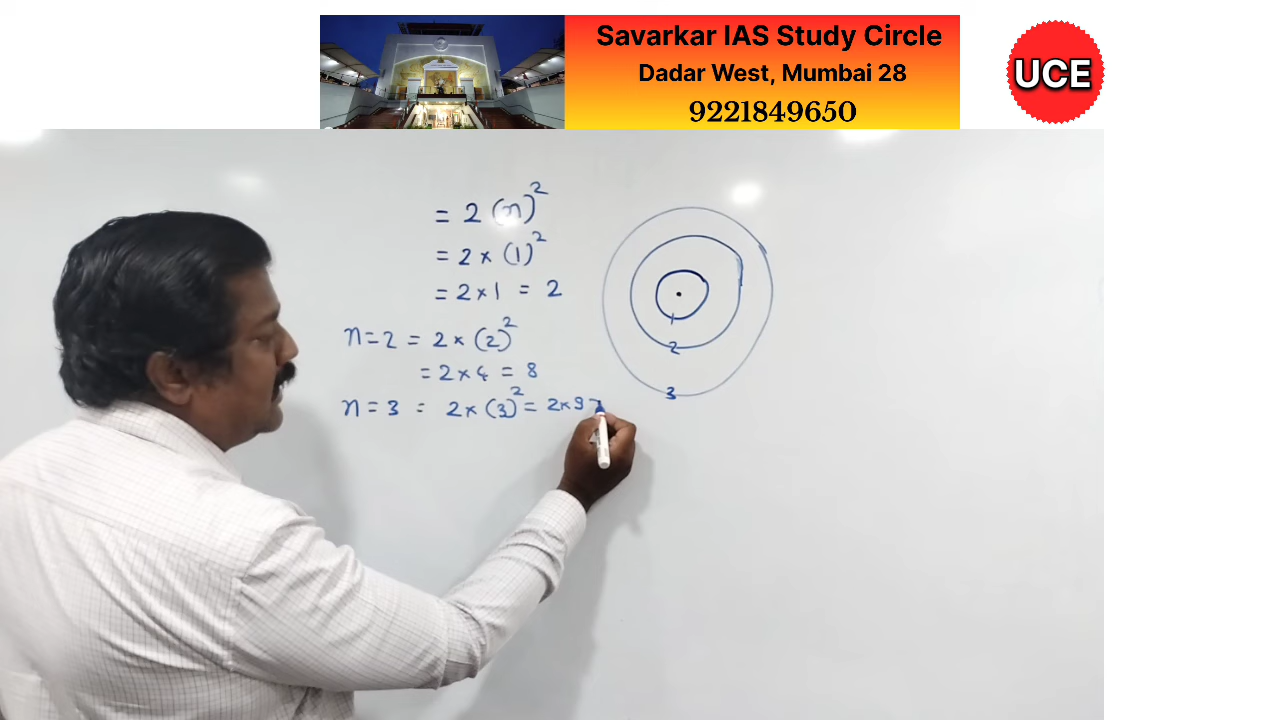 Savarkar IAS Study Circle
Dadar West, Mumbai 28
9221849650
UCE
= 2 (n)²
= 2 × (1)²
= 2 × 1 = 2
n = 2 = 2 × (2)²
= 2 × 4 = 8
n = 3 = 2 × (3)² = 2 × 9 =
1
2
3